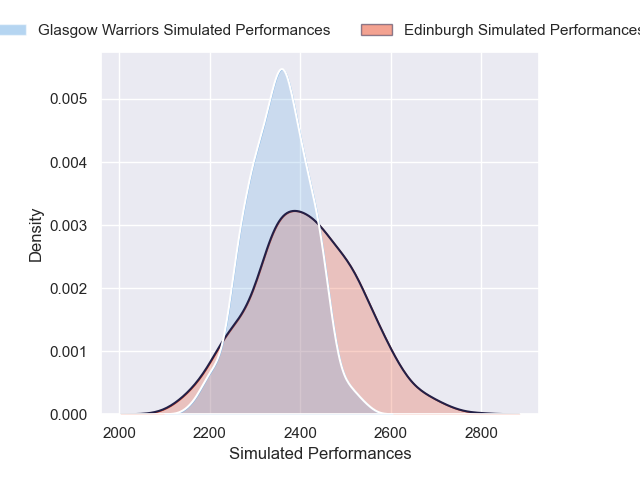 Glasgow Warriors Simulated Performances Edinburgh Simulated Performances
0.005
0.004
0.003
0.002
0.001
0.000
Density
2000 2200 2400 2600 2800
Simulated Performances